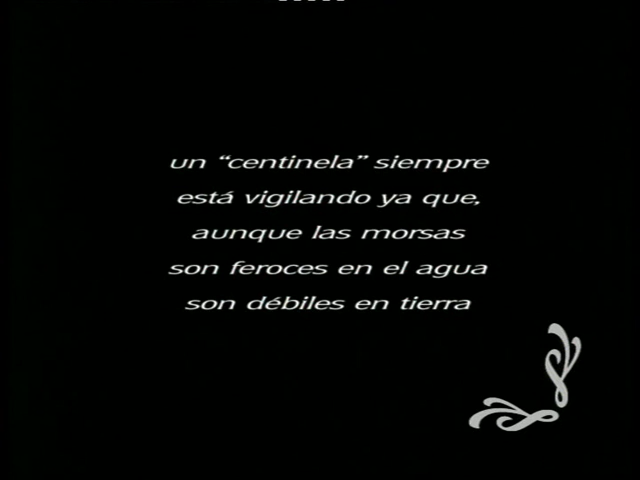 un “centinela” siempre
está vigilando ya que,
aunque las morsas
son feroces en el agua
son débiles en tierra